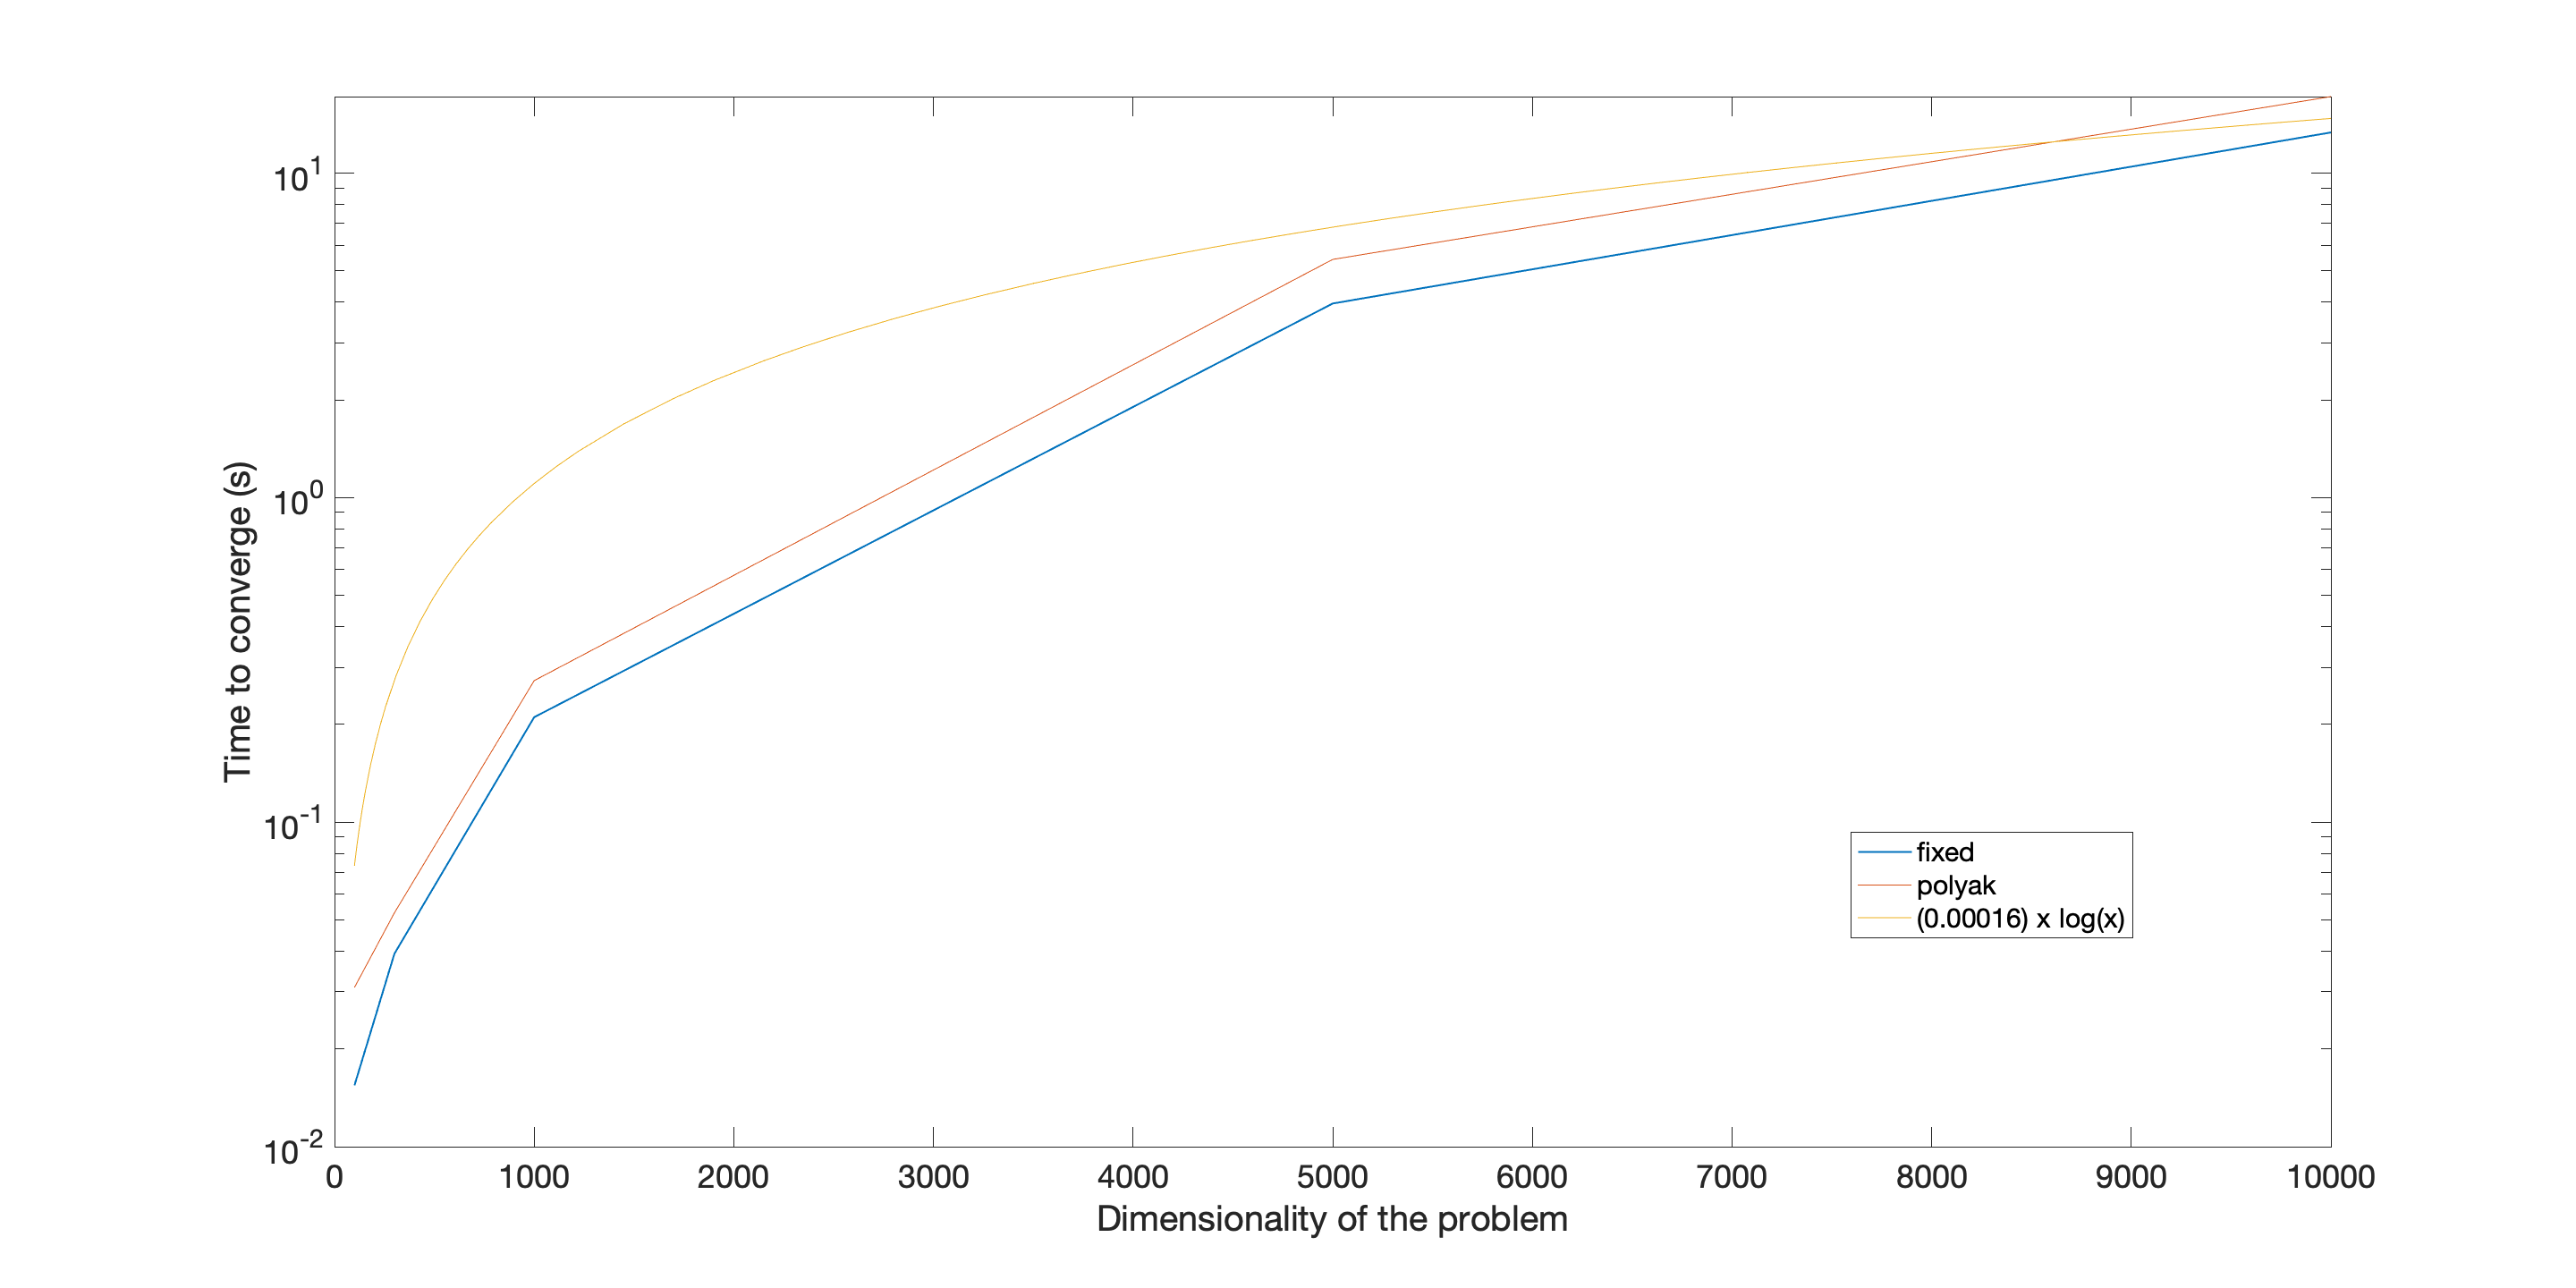 Time to converge (s)
10^1
10^0
10^-1
10^-2
0 1000 2000 3000 4000 5000 6000 7000 8000 9000 10000
Dimensionality of the problem
fixed
polyak
(0.00016) x log(x)